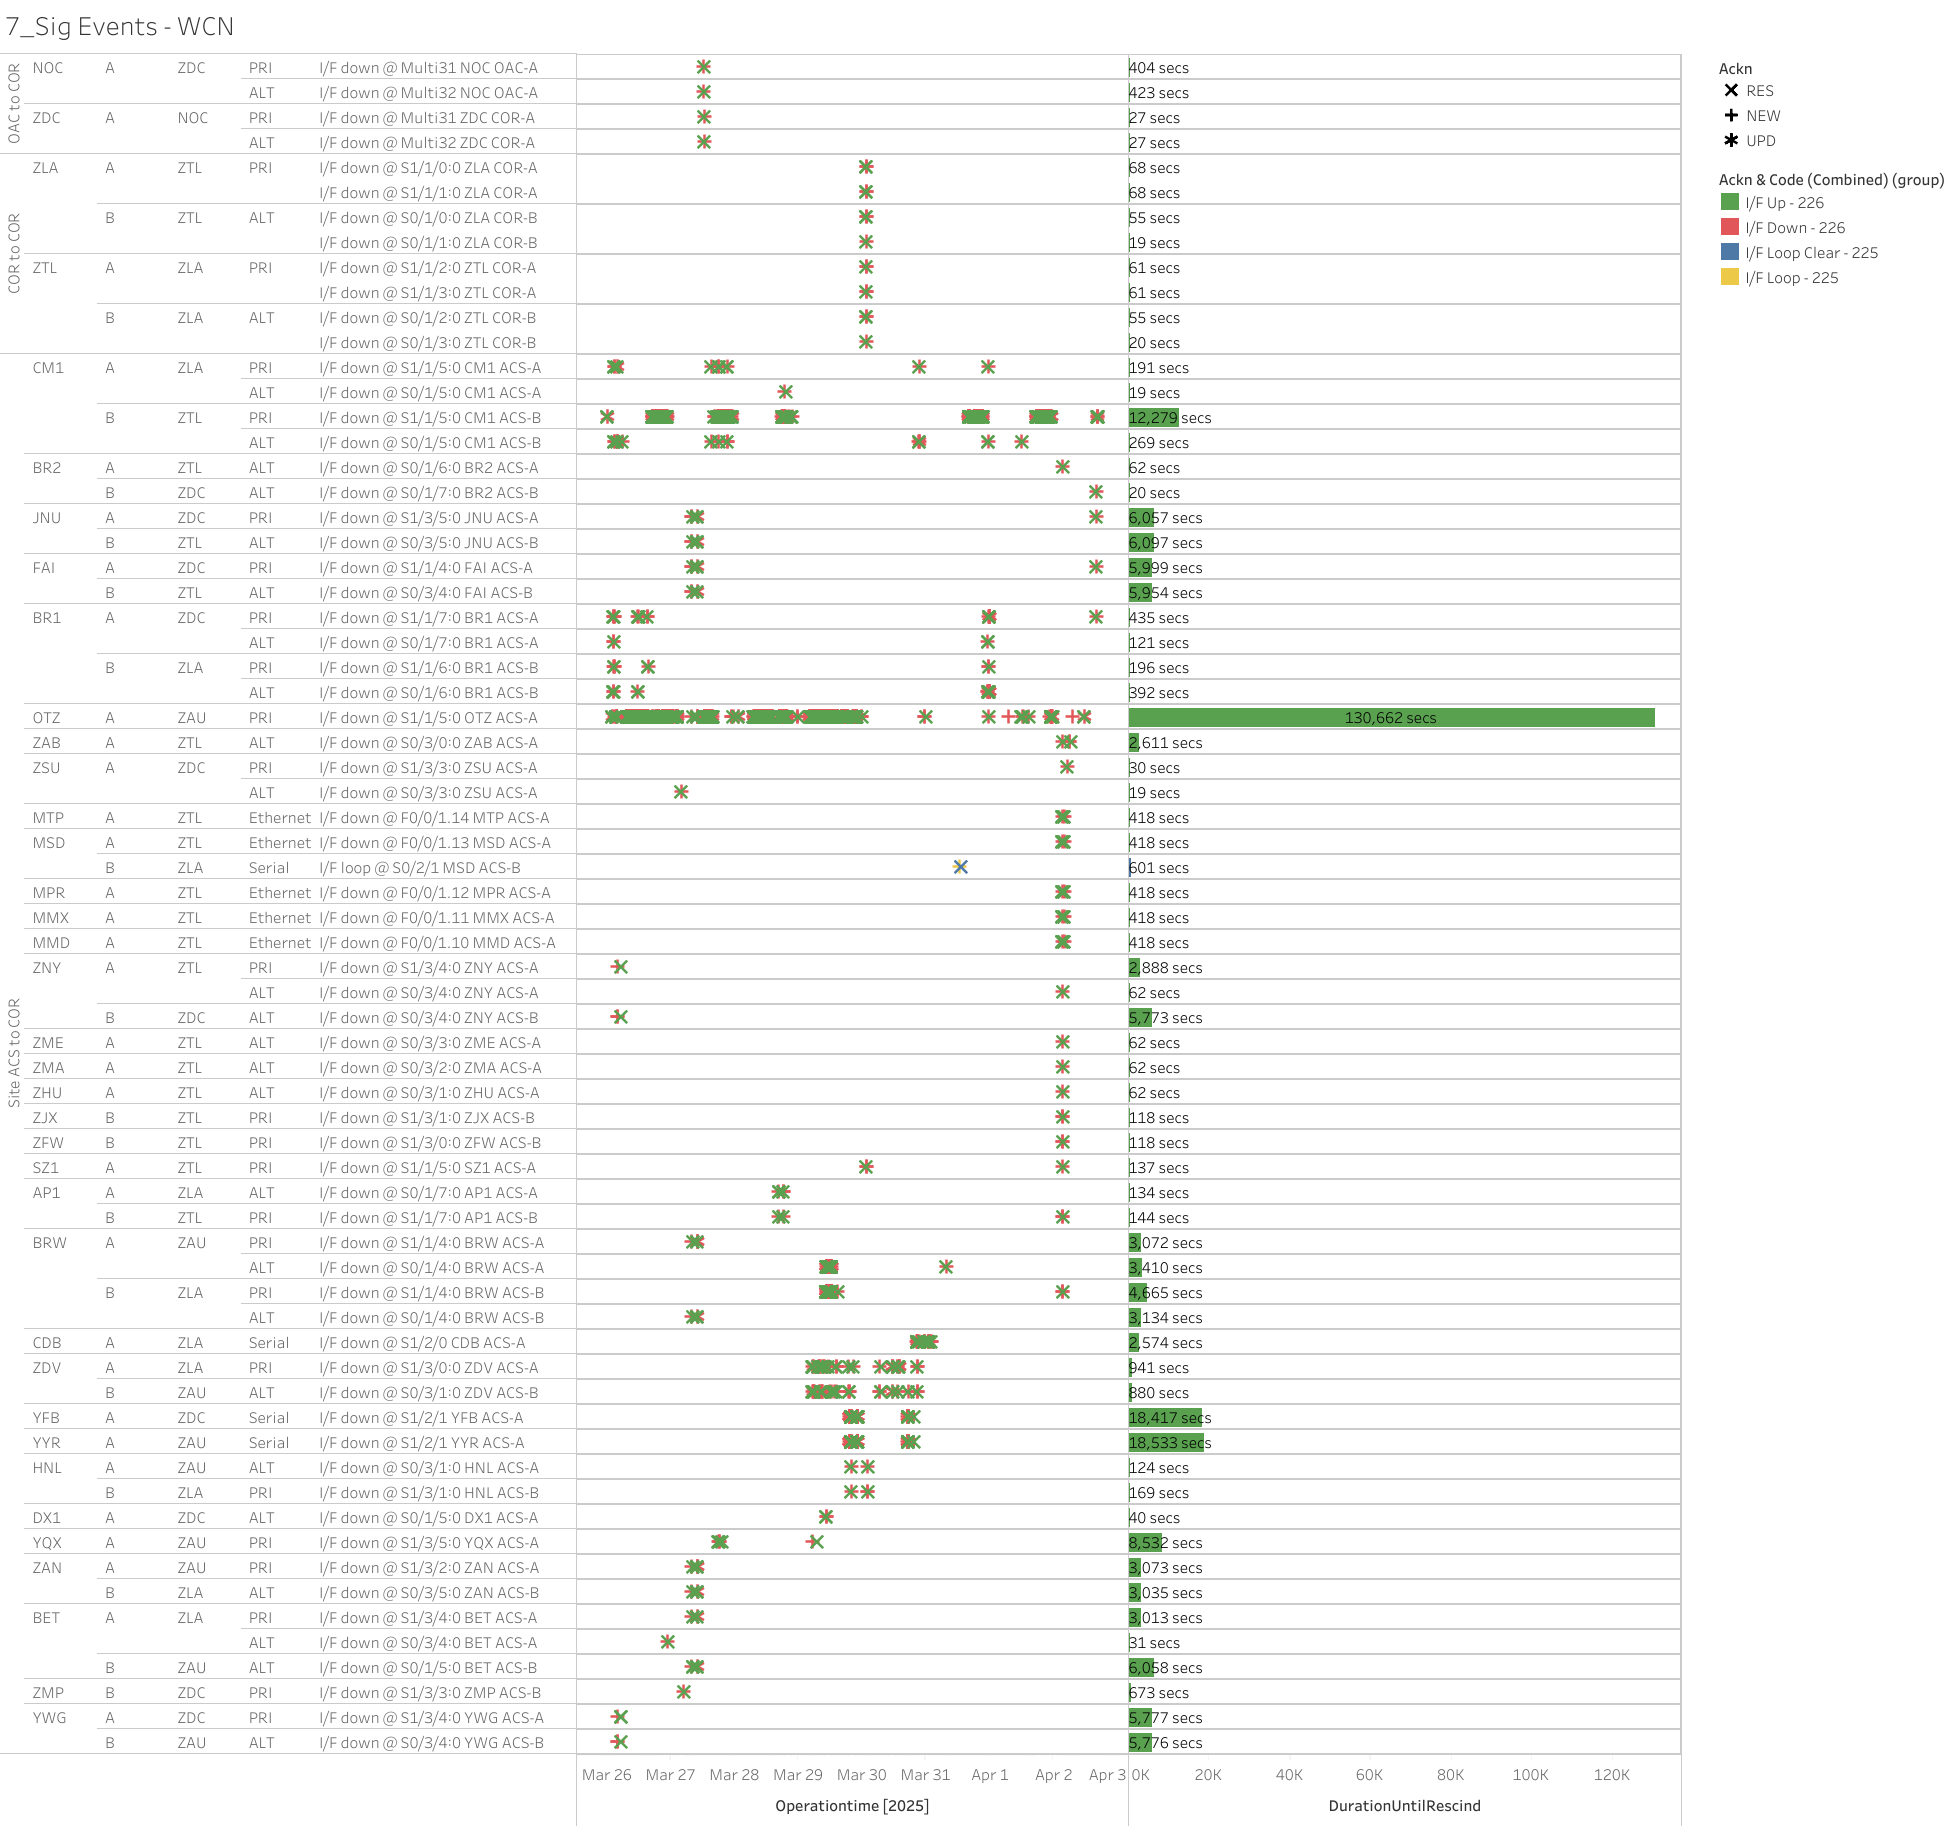 7_Sig Events - WCN
OAC to COR
NOC A ZDC PRI I/F down @ Multi31 NOC OAC-A 404 secs
ALT I/F down @ Multi32 NOC OAC-A 423 secs
ZDC A NOC PRI I/F down @ Multi31 ZDC COR-A 27 secs
ALT I/F down @ Multi32 ZDC COR-A 27 secs
COR to COR
ZLA A ZTL PRI I/F down @ S1/1/0:0 ZLA COR-A 68 secs
I/F down @ S1/1/1:0 ZLA COR-A 68 secs
B ZTL ALT I/F down @ S0/1/0:0 ZLA COR-B 55 secs
I/F down @ S0/1/1:0 ZLA COR-B 19 secs
ZTL A ZLA PRI I/F down @ S1/1/2:0 ZTL COR-A 61 secs
I/F down @ S1/1/3:0 ZTL COR-A 61 secs
B ZLA ALT I/F down @ S0/1/2:0 ZTL COR-B 55 secs
I/F down @ S0/1/3:0 ZTL COR-B 20 secs
Site ACS to COR
CM1 A ZLA PRI I/F down @ S1/1/5:0 CM1 ACS-A 191 secs
ALT I/F down @ S0/1/5:0 CM1 ACS-A 19 secs
B ZTL PRI I/F down @ S1/1/5:0 CM1 ACS-B 12,279 secs
ALT I/F down @ S0/1/5:0 CM1 ACS-B 269 secs
BR2 A ZTL ALT I/F down @ S0/1/6:0 BR2 ACS-A 62 secs
B ZDC ALT I/F down @ S0/1/7:0 BR2 ACS-B 20 secs
JNU A ZDC PRI I/F down @ S1/3/5:0 JNU ACS-A 6,057 secs
B ZTL ALT I/F down @ S0/3/5:0 JNU ACS-B 6,097 secs
FAI A ZDC PRI I/F down @ S1/1/4:0 FAI ACS-A 5,999 secs
B ZTL ALT I/F down @ S0/3/4:0 FAI ACS-B 5,954 secs
BR1 A ZDC PRI I/F down @ S1/1/7:0 BR1 ACS-A 435 secs
ALT I/F down @ S0/1/7:0 BR1 ACS-A 121 secs
B ZLA PRI I/F down @ S1/1/6:0 BR1 ACS-B 196 secs
ALT I/F down @ S0/1/6:0 BR1 ACS-B 392 secs
OTZ A ZAU PRI I/F down @ S1/1/5:0 OTZ ACS-A 130,662 secs
ZAB A ZTL ALT I/F down @ S0/3/0:0 ZAB ACS-A 2,611 secs
ZSU A ZDC PRI I/F down @ S1/3/3:0 ZSU ACS-A 30 secs
ALT I/F down @ S0/3/3:0 ZSU ACS-A 19 secs
MTP A ZTL Ethernet I/F down @ F0/0/1.14 MTP ACS-A 418 secs
MSD A ZTL Ethernet I/F down @ F0/0/1.13 MSD ACS-A 418 secs
B ZLA Serial I/F loop @ S0/2/1 MSD ACS-B 601 secs
MPR A ZTL Ethernet I/F down @ F0/0/1.12 MPR ACS-A 418 secs
MMX A ZTL Ethernet I/F down @ F0/0/1.11 MMX ACS-A 418 secs
MMD A ZTL Ethernet I/F down @ F0/0/1.10 MMD ACS-A 418 secs
ZNY A ZTL PRI I/F down @ S1/3/4:0 ZNY ACS-A 2,888 secs
ALT I/F down @ S0/3/4:0 ZNY ACS-A 62 secs
B ZDC ALT I/F down @ S0/3/4:0 ZNY ACS-B 5,773 secs
ZME A ZTL ALT I/F down @ S0/3/3:0 ZME ACS-A 62 secs
ZMA A ZTL ALT I/F down @ S0/3/2:0 ZMA ACS-A 62 secs
ZHU A ZTL ALT I/F down @ S0/3/1:0 ZHU ACS-A 62 secs
ZJX B ZTL PRI I/F down @ S1/3/1:0 ZJX ACS-B 118 secs
ZFW B ZTL PRI I/F down @ S1/3/0:0 ZFW ACS-B 118 secs
SZ1 A ZTL PRI I/F down @ S1/1/5:0 SZ1 ACS-A 137 secs
AP1 A ZLA ALT I/F down @ S0/1/7:0 AP1 ACS-A 134 secs
B ZTL PRI I/F down @ S1/1/7:0 AP1 ACS-B 144 secs
BRW A ZAU PRI I/F down @ S1/1/4:0 BRW ACS-A 3,072 secs
ALT I/F down @ S0/1/4:0 BRW ACS-A 3,410 secs
B ZLA PRI I/F down @ S1/1/4:0 BRW ACS-B 4,665 secs
ALT I/F down @ S0/1/4:0 BRW ACS-B 3,134 secs
CDB A ZLA Serial I/F down @ S1/2/0 CDB ACS-A 2,574 secs
ZDV A ZLA PRI I/F down @ S1/3/0:0 ZDV ACS-A 941 secs
B ZAU ALT I/F down @ S0/3/1:0 ZDV ACS-B 880 secs
YFB A ZDC Serial I/F down @ S1/2/1 YFB ACS-A 18,417 secs
YYR A ZAU Serial I/F down @ S1/2/1 YYR ACS-A 18,533 secs
HNL A ZAU ALT I/F down @ S0/3/1:0 HNL ACS-A 124 secs
B ZLA PRI I/F down @ S1/3/1:0 HNL ACS-B 169 secs
DX1 A ZDC ALT I/F down @ S0/1/5:0 DX1 ACS-A 40 secs
YQX A ZAU PRI I/F down @ S1/3/5:0 YQX ACS-A 8,532 secs
ZAN A ZAU PRI I/F down @ S1/3/2:0 ZAN ACS-A 3,073 secs
B ZLA ALT I/F down @ S0/3/5:0 ZAN ACS-B 3,035 secs
BET A ZLA PRI I/F down @ S1/3/4:0 BET ACS-A 3,013 secs
ALT I/F down @ S0/3/4:0 BET ACS-A 31 secs
B ZAU ALT I/F down @ S0/1/5:0 BET ACS-B 6,058 secs
ZMP B ZDC PRI I/F down @ S1/3/3:0 ZMP ACS-B 673 secs
YWG A ZDC PRI I/F down @ S1/3/4:0 YWG ACS-A 5,777 secs
B ZAU ALT I/F down @ S0/3/4:0 YWG ACS-B 5,776 secs
Mar 26 Mar 27 Mar 28 Mar 29 Mar 30 Mar 31 Apr 1 Apr 2 Apr 3 0K 20K 40K 60K 80K 100K 120K
Operationtime [2025] DurationUntilRescind
Ackn
RES
NEW
UPD
Ackn & Code (Combined) (group)
I/F Up - 226
I/F Down - 226
I/F Loop Clear - 225
I/F Loop - 225